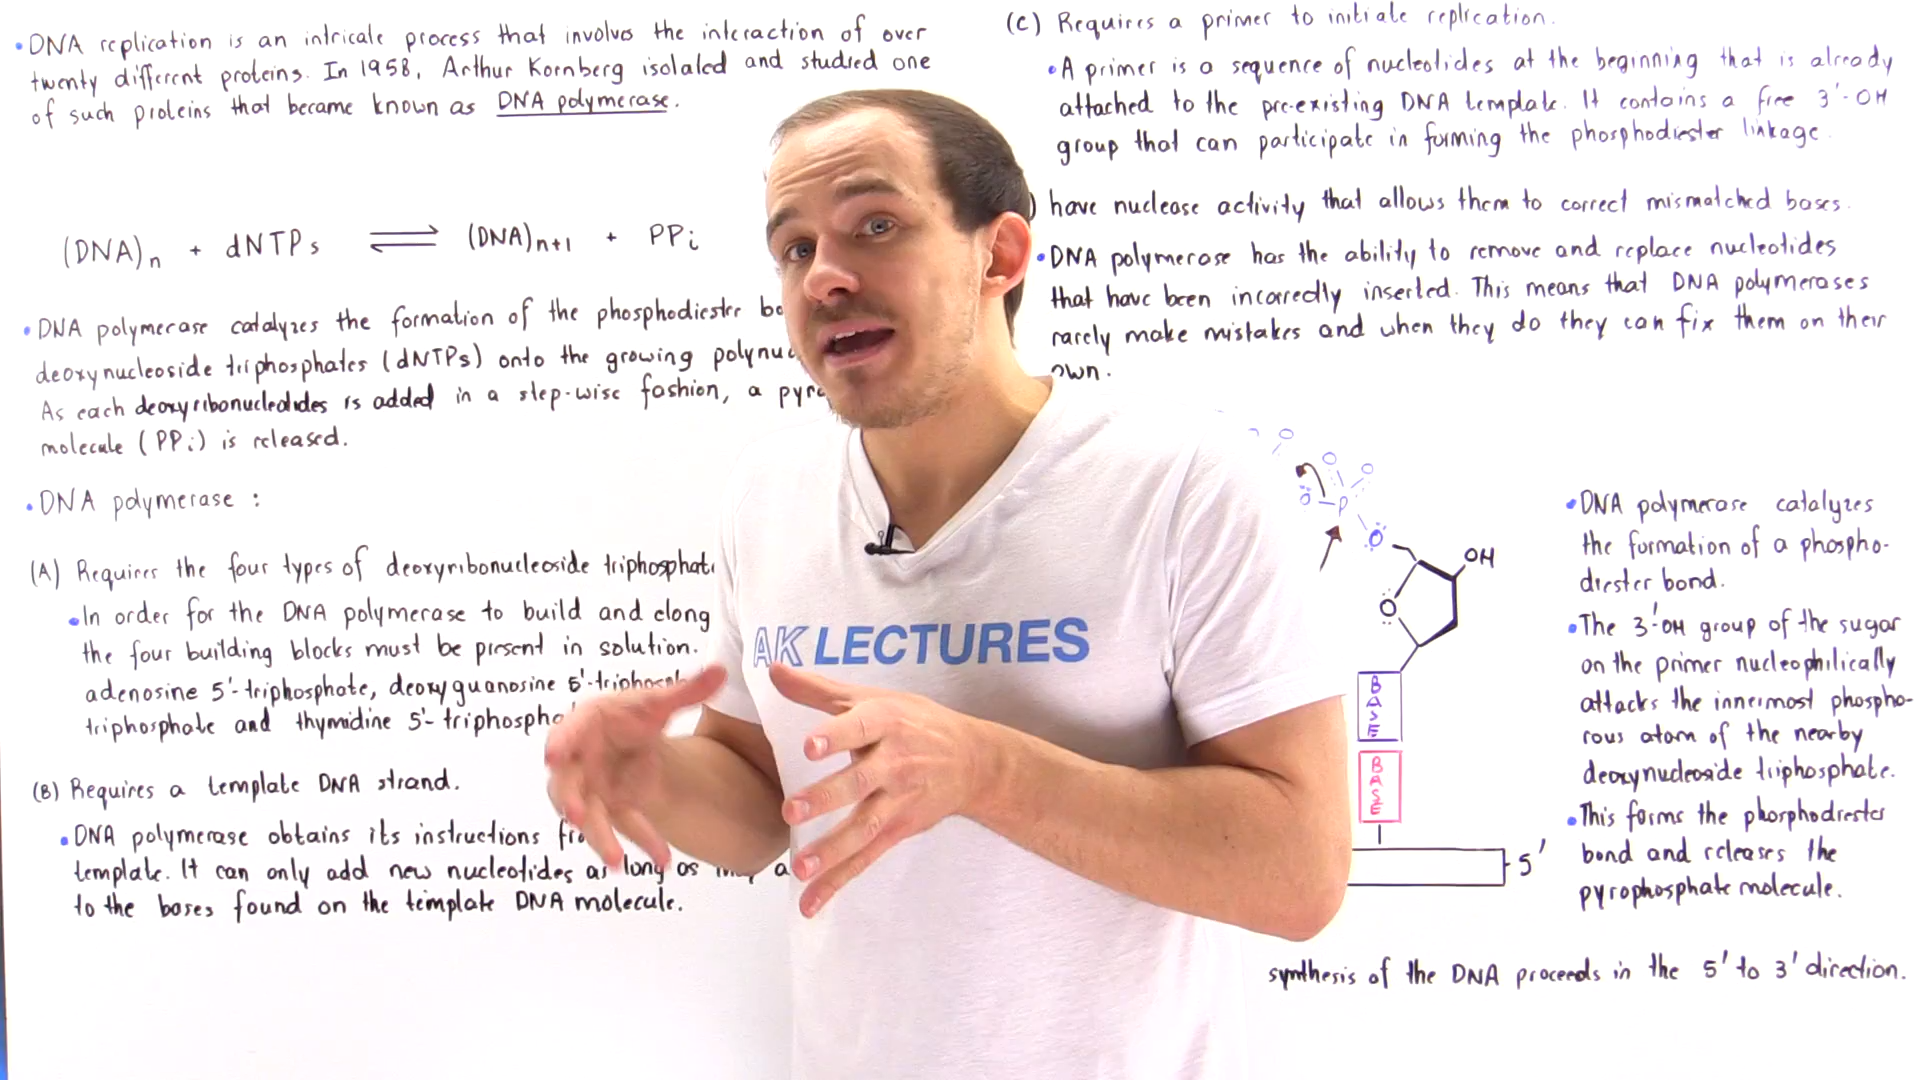 • DNA replication is an intricate process that involves the interaction of over
twenty different proteins. In 1958, Arthur Kornberg isolated and studied one
of such proteins that became known as DNA polymerase.
(DNA)n + dNTPs ⇌ (DNA)n+1 + PPi
• DNA polymerase catalyzes the formation of the phosphodiester
deoxynucleoside triphosphates (dNTPs) onto the growing
As each deoxyribonucleotides is added in a step-wise fashion, a
molecule (PPi) is released.
• DNA polymerase :
(A) Requires the four types of deoxyribonucleoside
• In order for the DNA polymerase to build and
the four building blocks must be present in solution.
adenosine 5'-triphosphate, deoxyguanosine
triphosphate and thymidine 5'-
(B) Requires a template DNA strand.
• DNA polymerase obtains its instructions
template. It can only add new nucleotides as long as
to the bases found on the template DNA molecule.
(C) Requires a primer to initiate replication.
• A primer is a sequence of nucleotides at the beginning that is already
attached to the pre-existing DNA template. It contains a free 3'-OH
group that can participate in forming the phosphodiester linkage.
) have nuclease activity that allows them to correct mismatched bases.
• DNA polymerase has the ability to remove and replace nucleotides
that have been incorrectly inserted. This means that DNA polymerases
rarely make mistakes and when they do they can fix them on their
own.
O
O O
O P
O
OH
O
BASE
BASE
5'
• DNA polymerase catalyzes
the formation of a phospho-
diester bond.
• The 3'-OH group of the sugar
on the primer nucleophilically
attacks the innermost phospho-
rous atom of the nearby
deoxynucleoside triphosphate.
• This forms the phosphodiester
bond and releases the
pyrophosphate molecule.
synthesis of the DNA proceeds in the 5' to 3' direction.
AK LECTURES